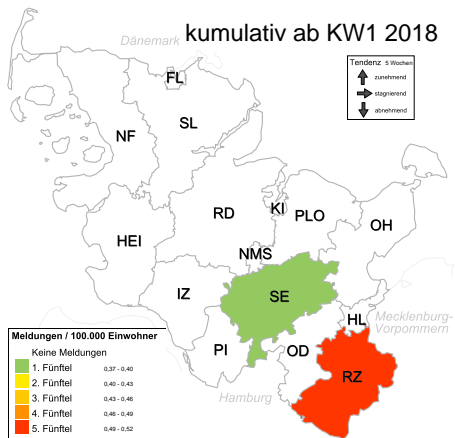 kumulativ ab KW1 2018
Dänemark
Tendenz 5 Wochen
zunehmend
stagnierend
abnehmend
FL
SL
NF
RD
KI
PLO
OH
HEI
NMS
IZ
SE
HL
Mecklenburg-
Vorpommern
PI
OD
RZ
Hamburg
Meldungen / 100.000 Einwohner
Keine Meldungen
1. Fünftel 0,37 - 0,40
2. Fünftel 0,40 - 0,43
3. Fünftel 0,43 - 0,46
4. Fünftel 0,46 - 0,49
5. Fünftel 0,49 - 0,52